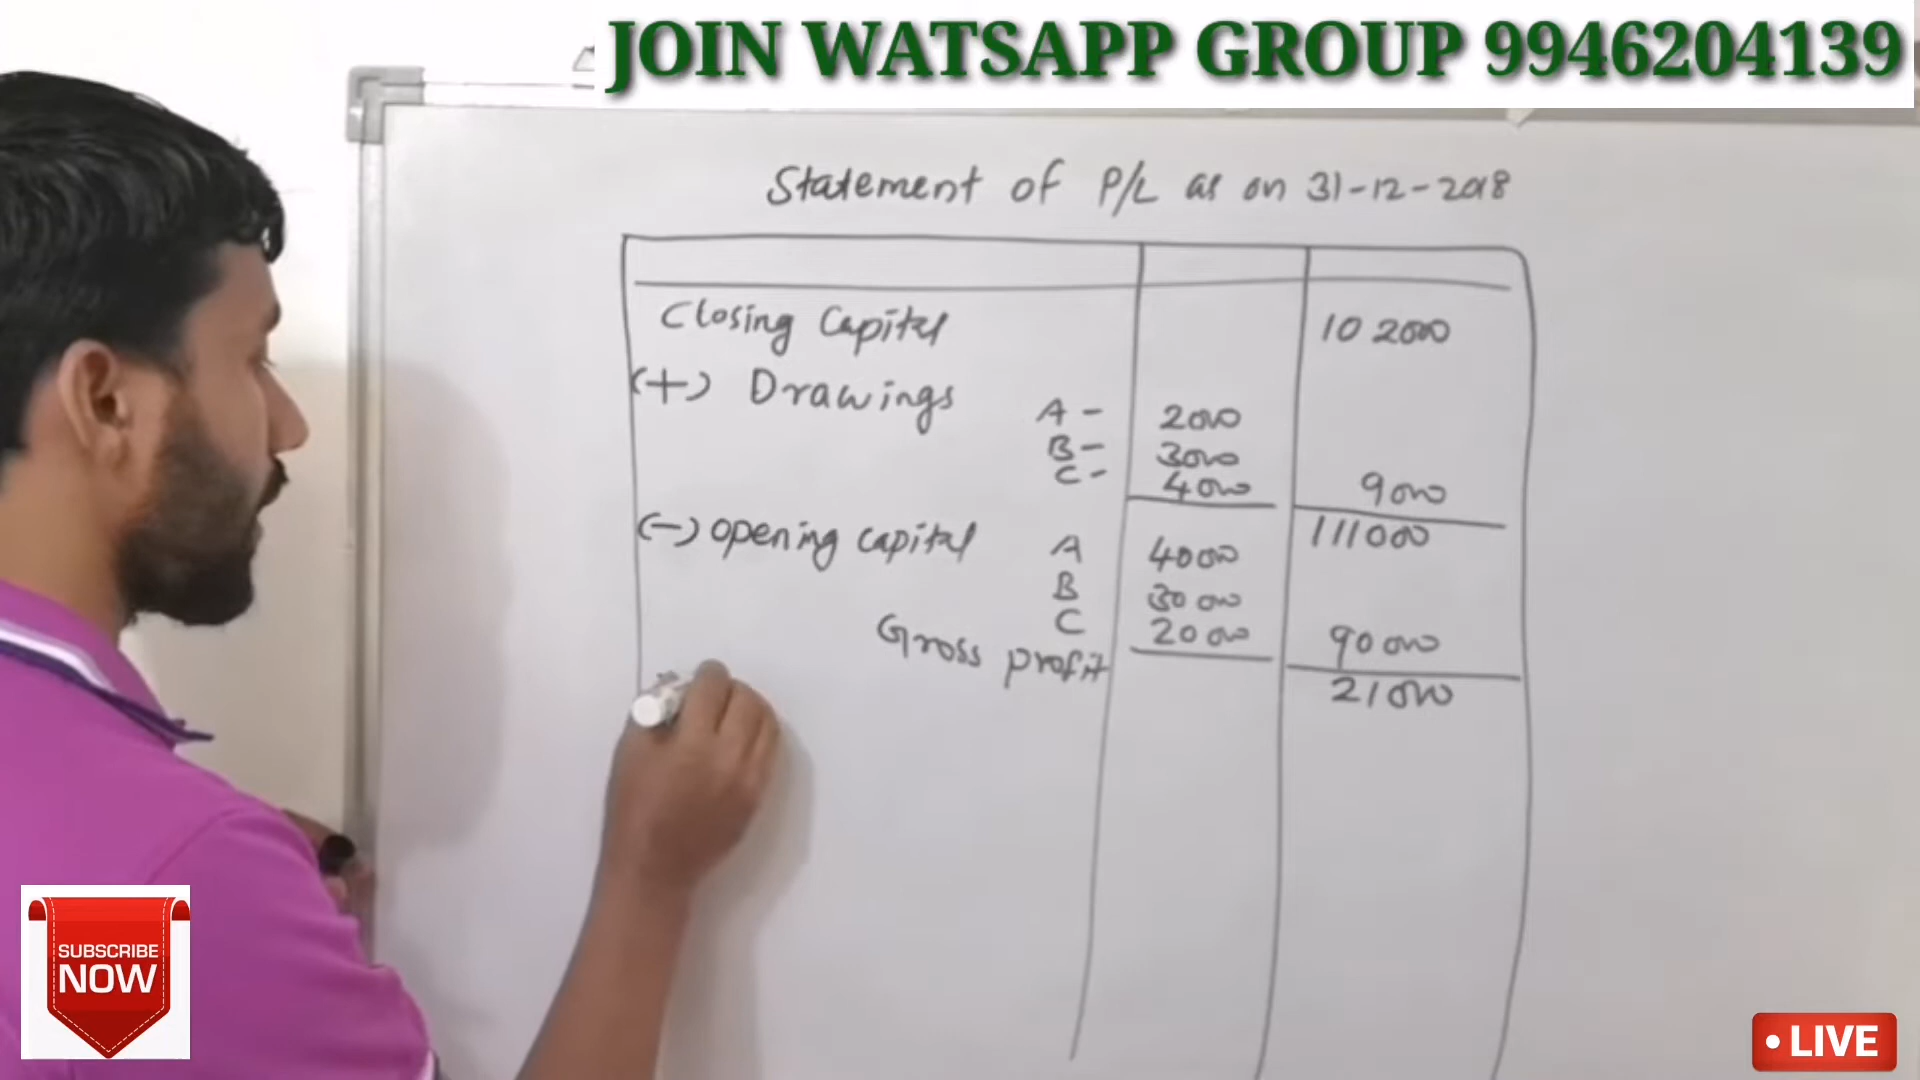 JOIN WATSAPP GROUP 9946204139
Statement of P/L as on 31-12-2018
Closing Capital 102000
(+) Drawings
A - 2000
B - 3000
C - 4000 9000
111000
(-) opening capital A 40000
B 30000
C 20000 90000
Gross profit 21000
SUBSCRIBE
NOW
• LIVE